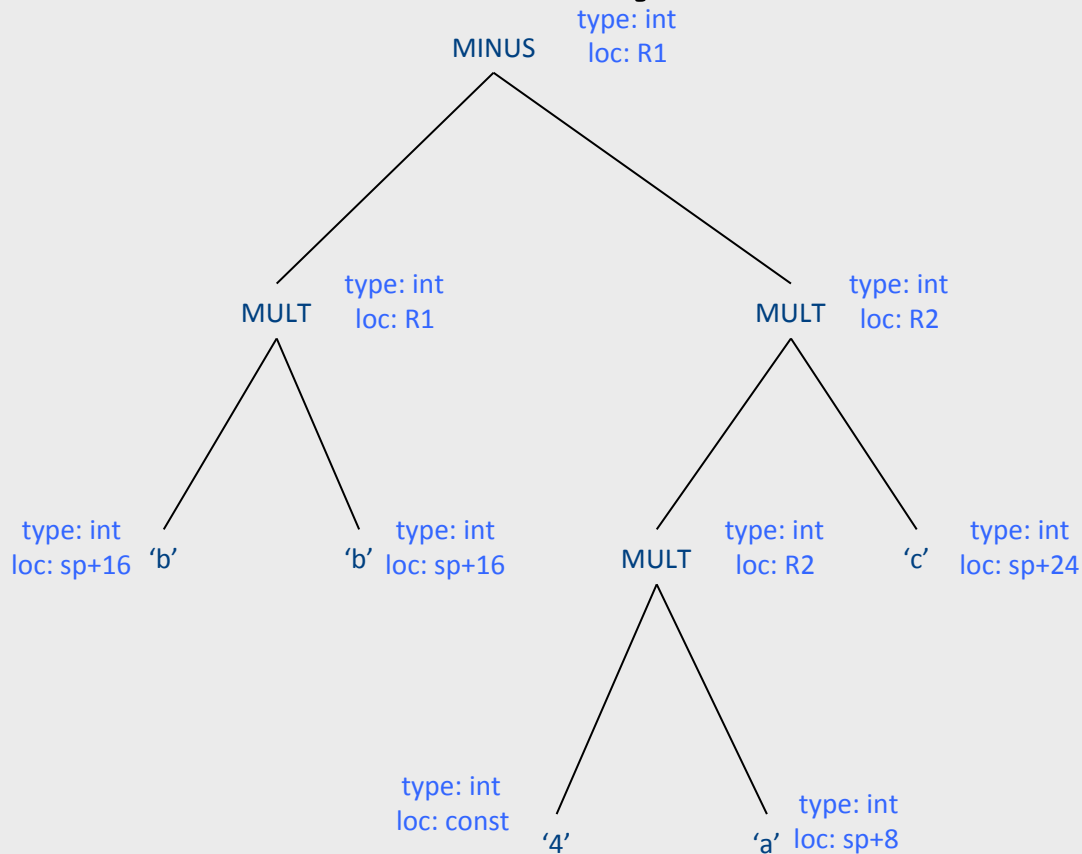 type: int
MINUS
loc: R1
type: int
MULT
loc: R1
type: int
MULT
loc: R2
type: int
loc: sp+16
‘b’
‘b’
type: int
loc: sp+16
MULT
type: int
loc: R2
‘c’
type: int
loc: sp+24
type: int
loc: const
‘4’
‘a’
type: int
loc: sp+8